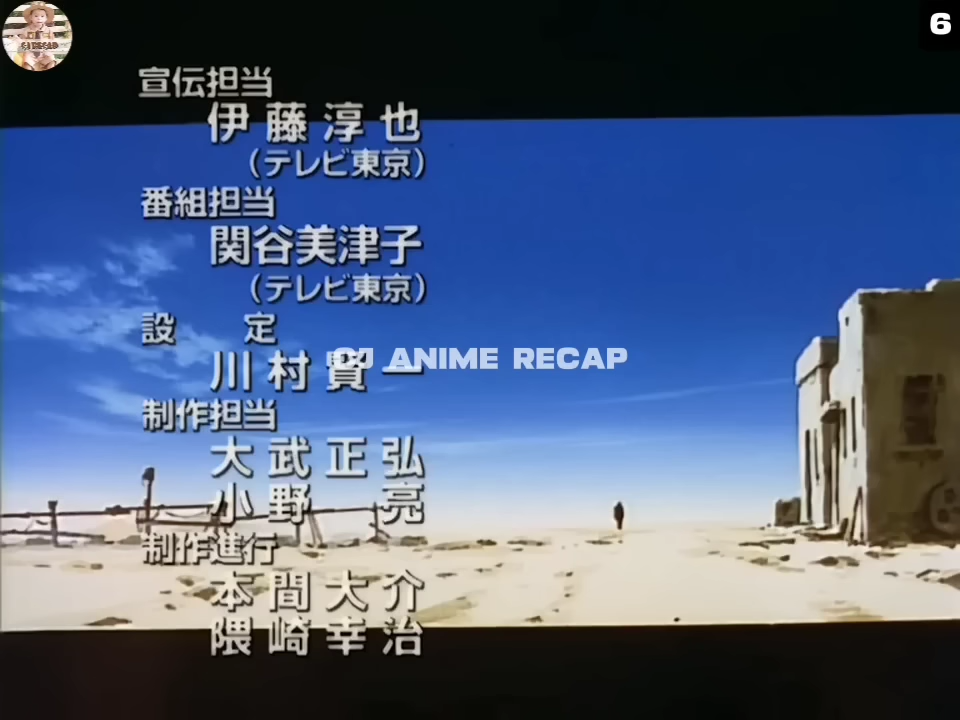 6
CJ RECAP
宣伝担当
伊藤淳也
（テレビ東京）
番組担当
関谷美津子
（テレビ東京）
設　定
川村賢一
CJ ANIME RECAP
制作担当
大武正弘
小野　亮
制作進行
本間大介
隈崎幸治